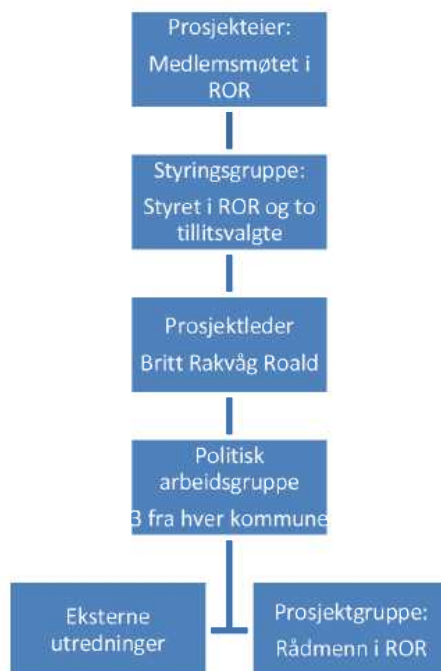 Prosjekteier:
Medlemsmøtet i
ROR
Styringsgruppe:
Styret i ROR og to
tillitsvalgte
Prosjektleder
Britt Rakvåg Roald
Politisk
arbeidsgruppe
3 fra hver kommune
Eksterne
utredninger
Prosjektgruppe:
Rådmenn i ROR